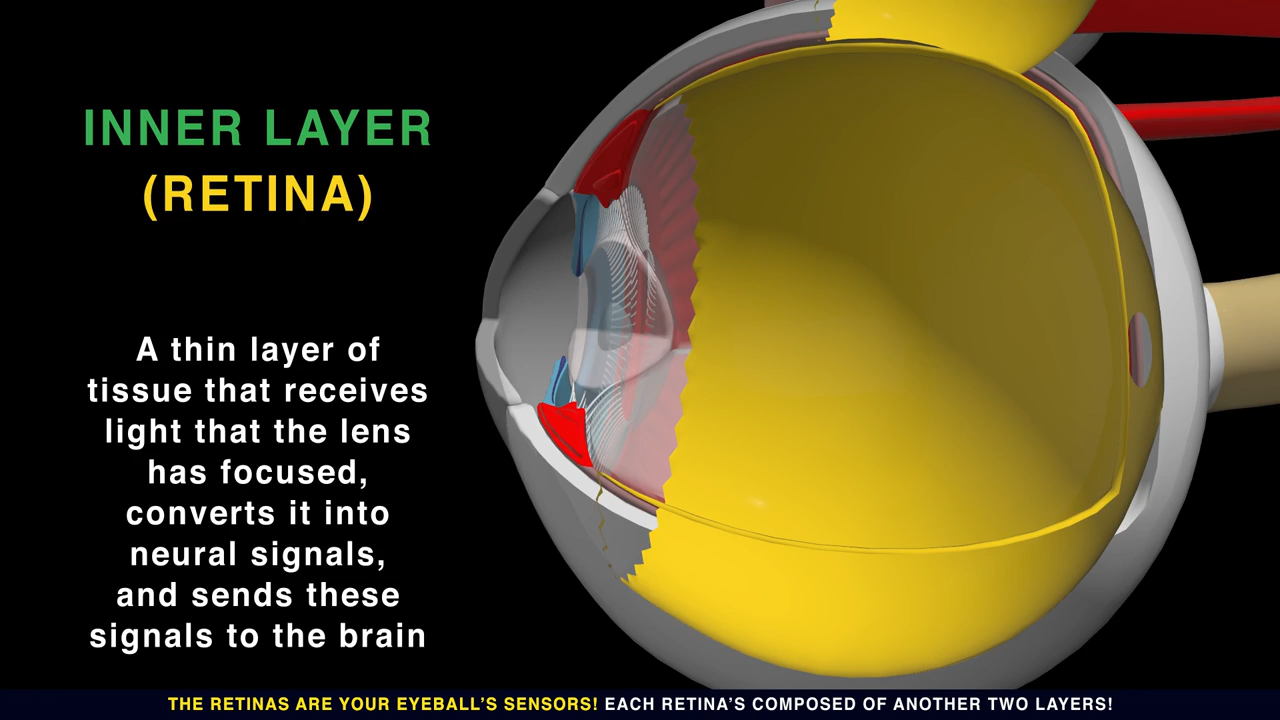 INNER LAYER
(RETINA)
A thin layer of
tissue that receives
light that the lens
has focused,
converts it into
neural signals,
and sends these
signals to the brain
THE RETINAS ARE YOUR EYEBALL'S SENSORS! EACH RETINA'S COMPOSED OF ANOTHER TWO LAYERS!